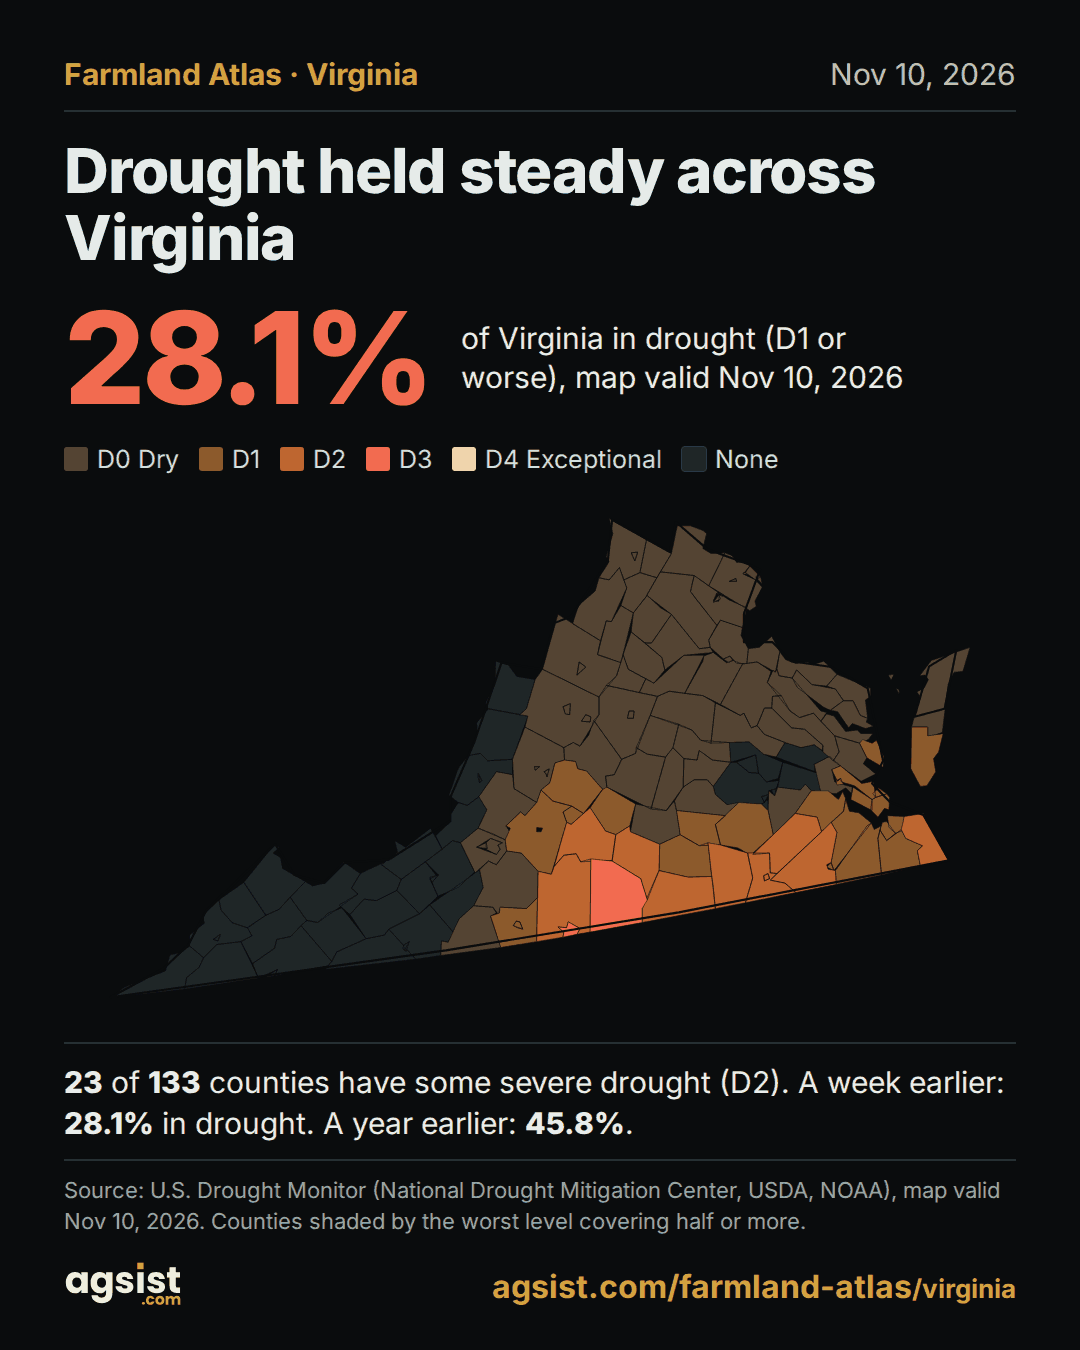 Farmland Atlas · Virginia
Nov 10, 2026
Drought held steady across
Virginia
28.1%
of Virginia in drought (D1 or
worse), map valid Nov 10, 2026
D0 Dry D1 D2 D3 D4 Exceptional None
23 of 133 counties have some severe drought (D2). A week earlier:
28.1% in drought. A year earlier: 45.8%.
Source: U.S. Drought Monitor (National Drought Mitigation Center, USDA, NOAA), map valid
Nov 10, 2026. Counties shaded by the worst level covering half or more.
agsist
.com
agsist.com/farmland-atlas/virginia